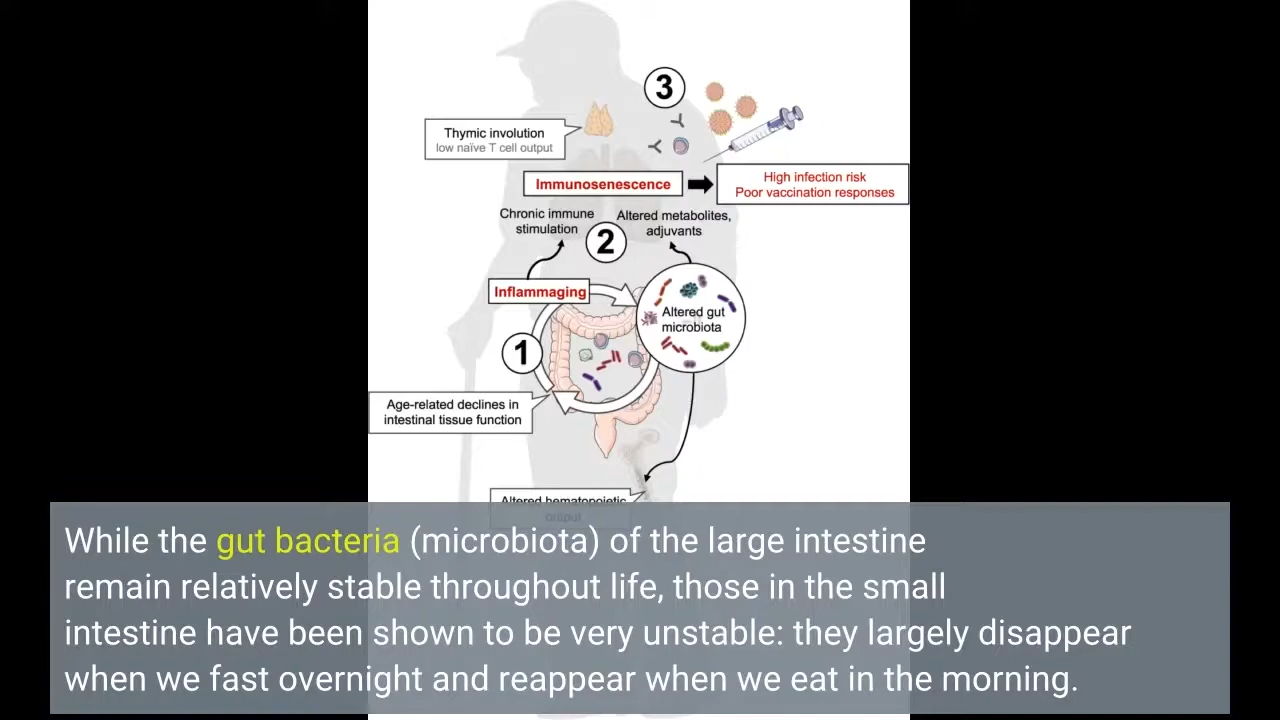 3
Thymic involution
low naïve T cell output
Immunosenescence
High infection risk
Poor vaccination responses
Chronic immune
stimulation
2
Altered metabolites,
adjuvants
Inflammaging
Altered gut
microbiota
1
Age-related declines in
intestinal tissue function
Altered hematopoietic
output
While the gut bacteria (microbiota) of the large intestine
remain relatively stable throughout life, those in the small
intestine have been shown to be very unstable: they largely disappear
when we fast overnight and reappear when we eat in the morning.